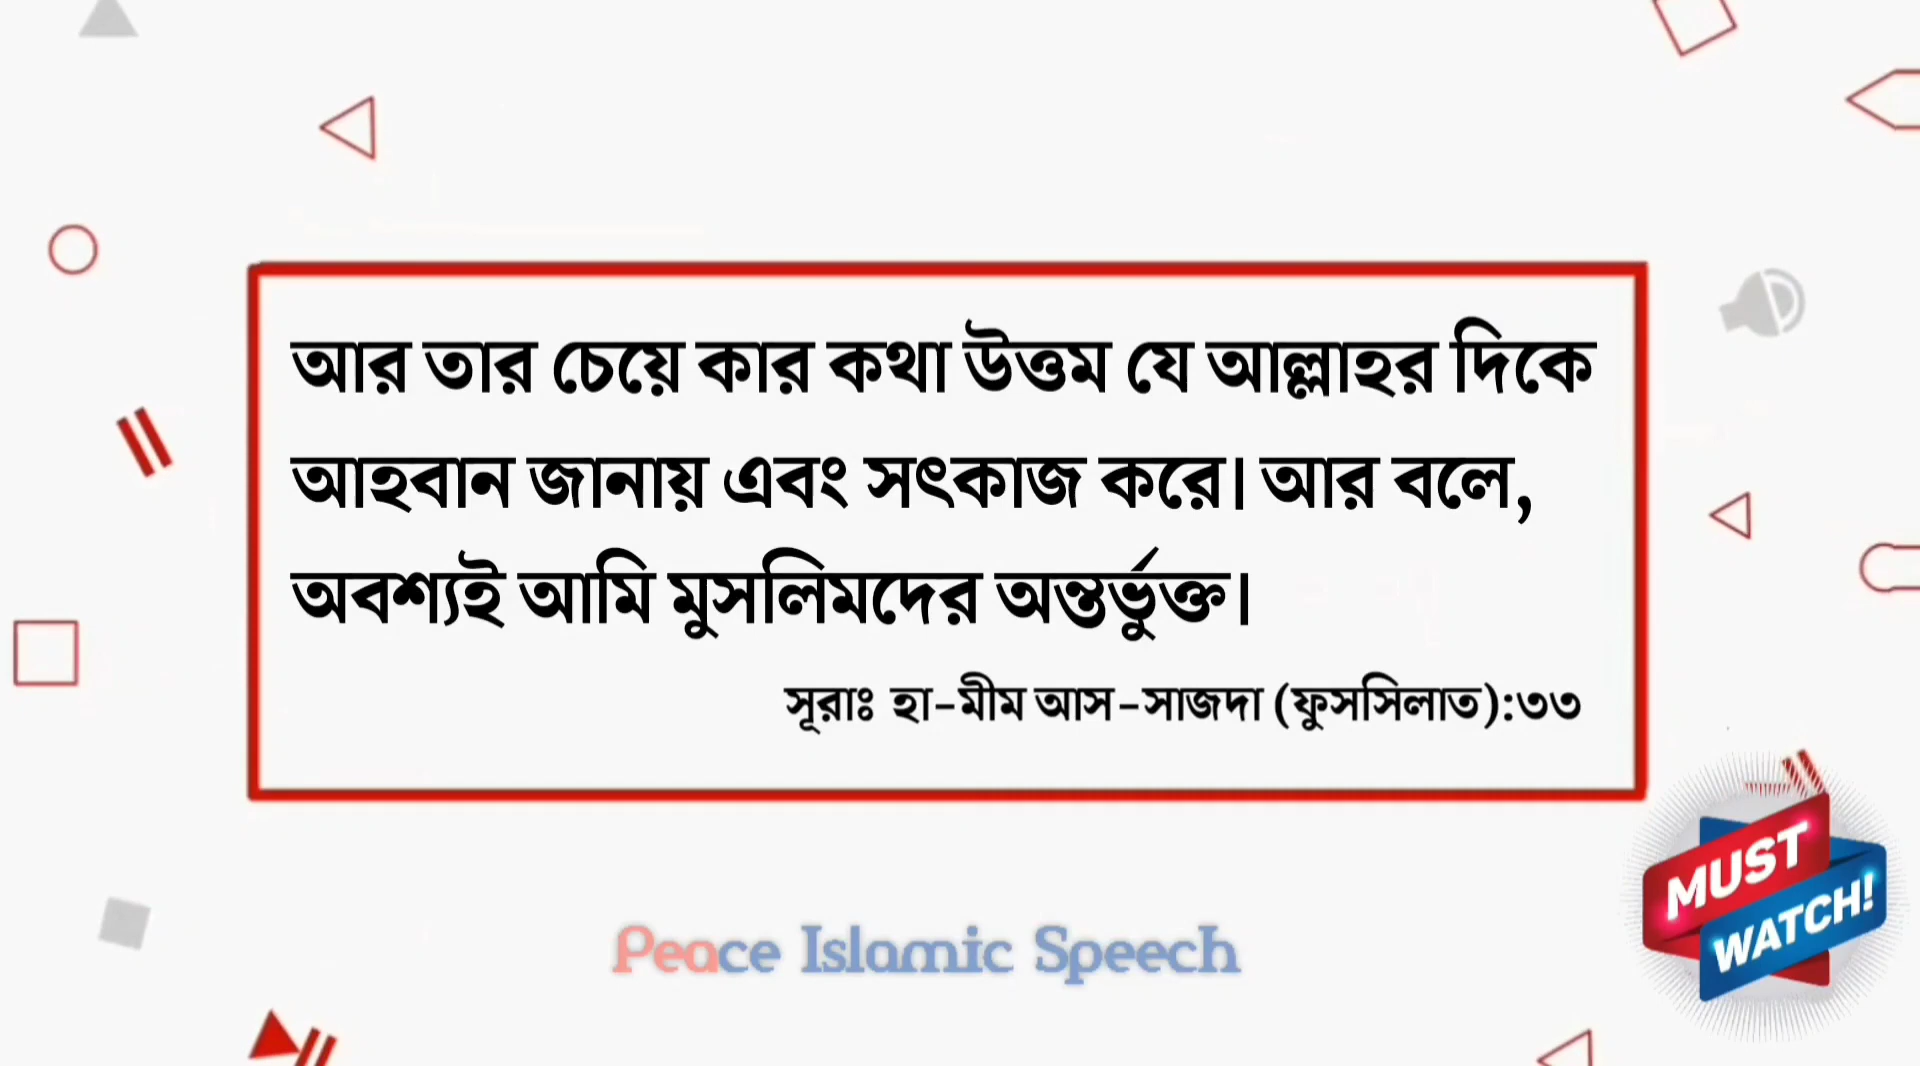 আর তার চেয়ে কার কথা উত্তম যে আল্লাহর দিকে
আহবান জানায় এবং সৎকাজ করে। আর বলে,
অবশ্যই আমি মুসলিমদের অন্তর্ভুক্ত।
সূরাঃ হা-মীম আস-সাজদা (ফুসসিলাত):৩৩
MUST
WATCH!
Peace Islamic Speech